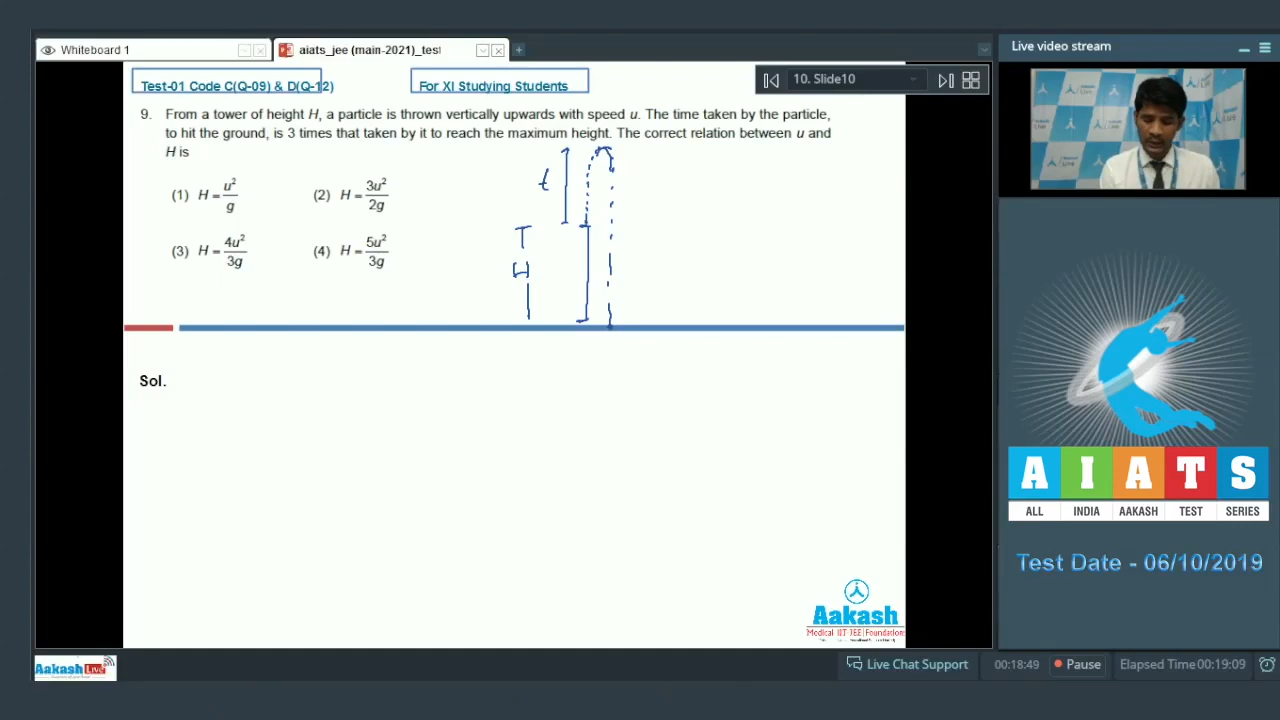 Whiteboard 1
aiats_jee (main-2021)_test
Live video stream
Test-01 Code C(Q-09) & D(Q-12)
For XI Studying Students
10. Slide10
9. From a tower of height H, a particle is thrown vertically upwards with speed u. The time taken by the particle,
to hit the ground, is 3 times that taken by it to reach the maximum height. The correct relation between u and
H is
(1) H = u²/g (2) H = 3u²/2g
(3) H = 4u²/3g (4) H = 5u²/3g
t
H
Sol.
A I A T S
ALL INDIA AAKASH TEST SERIES
Test Date - 06/10/2019
Aakash
Medical|IIT-JEE|Foundations
Aakash Live
Live Chat Support
00:18:49
Pause
Elapsed Time 00:19:09